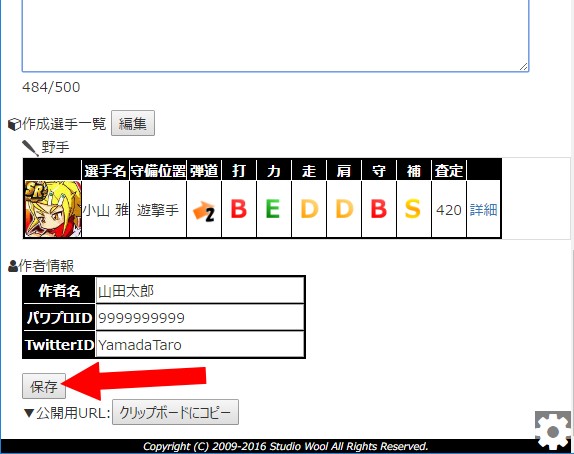 484/500
作成選手一覧 編集
野手
選手名 守備位置 弾道 打 力 走 肩 守 補 査定
SR 小山 雅 遊撃手 2 B E D D B S 420 詳細
作者情報
作者名 山田太郎
パワプロID 9999999999
TwitterID YamadaTaro
保存
▼公開用URL: クリップボードにコピー
Copyright (C) 2009-2016 Studio Wool All Rights Reserved.